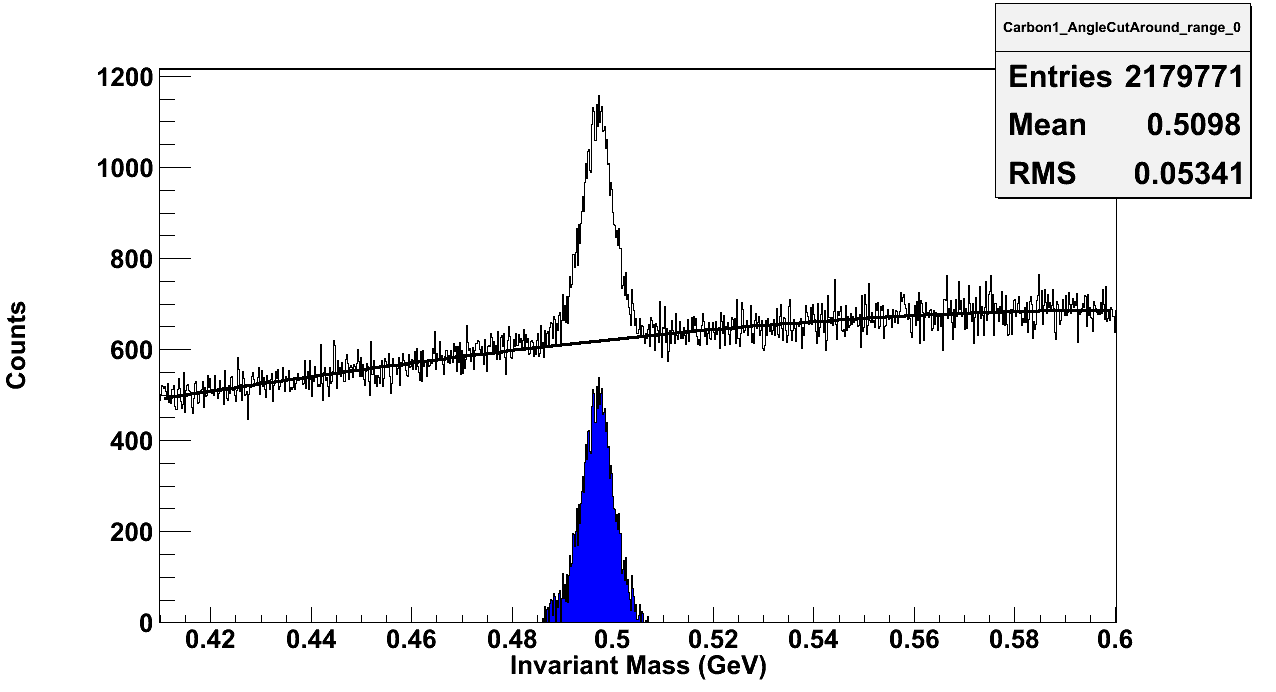 Carbon1_AngleCutAround_range_0
Entries 2179771
Mean 0.5098
RMS 0.05341
Counts
1200
1000
800
600
400
200
0
0.42 0.44 0.46 0.48 0.5 0.52 0.54 0.56 0.58 0.6
Invariant Mass (GeV)